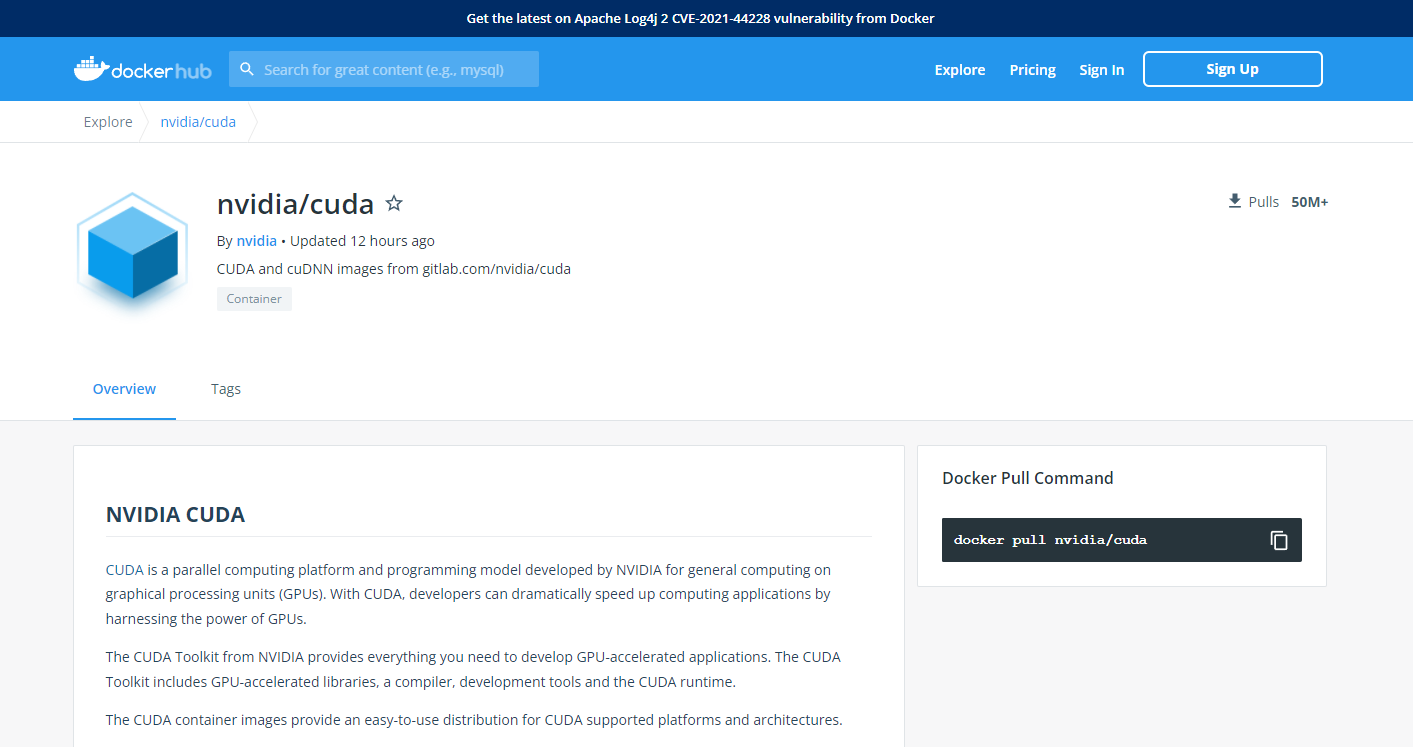 Get the latest on Apache Log4j 2 CVE-2021-44228 vulnerability from Docker
dockerhub
Search for great content (e.g., mysql)
Explore
Pricing
Sign In
Sign Up
Explore
nvidia/cuda
nvidia/cuda
Pulls 50M+
By nvidia • Updated 12 hours ago
CUDA and cuDNN images from gitlab.com/nvidia/cuda
Container
Overview
Tags
NVIDIA CUDA
CUDA is a parallel computing platform and programming model developed by NVIDIA for general computing on
graphical processing units (GPUs). With CUDA, developers can dramatically speed up computing applications by
harnessing the power of GPUs.
The CUDA Toolkit from NVIDIA provides everything you need to develop GPU-accelerated applications. The CUDA
Toolkit includes GPU-accelerated libraries, a compiler, development tools and the CUDA runtime.
The CUDA container images provide an easy-to-use distribution for CUDA supported platforms and architectures.
Docker Pull Command
docker pull nvidia/cuda